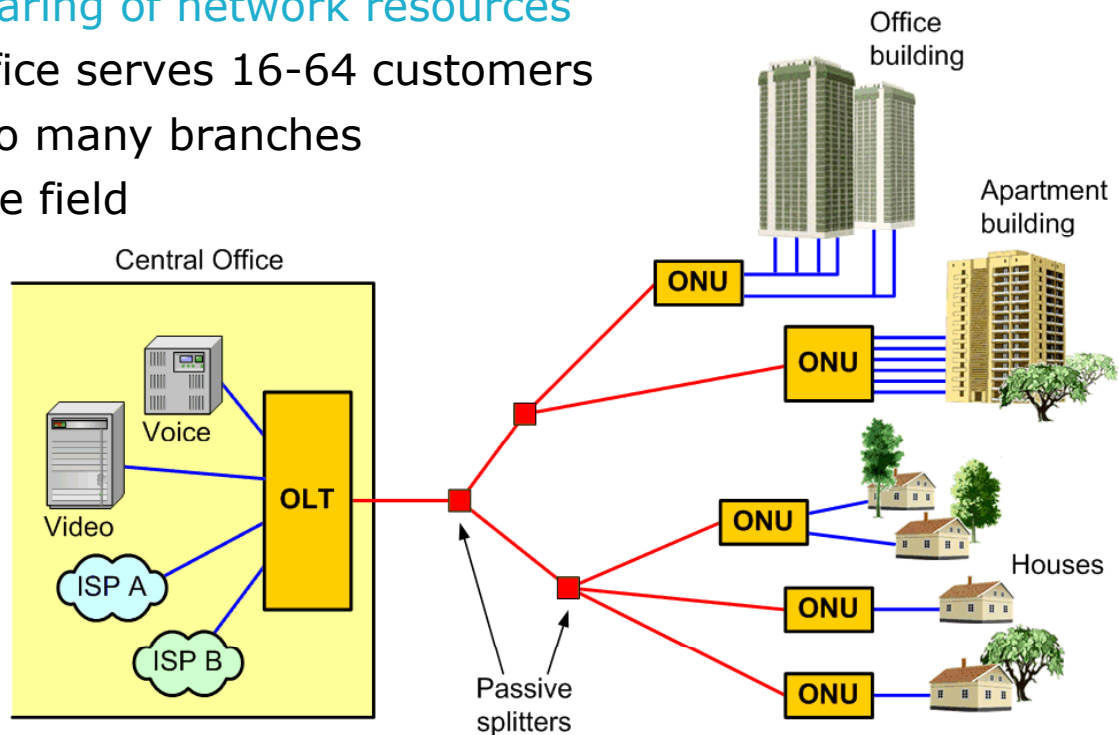 aring of network resources
fice serves 16-64 customers
o many branches
e field
Office
building
Apartment
building
Central Office
ONU
ONU
Voice
OLT
Video
ONU
ISP A
Houses
ONU
ISP B
ONU
Passive
splitters